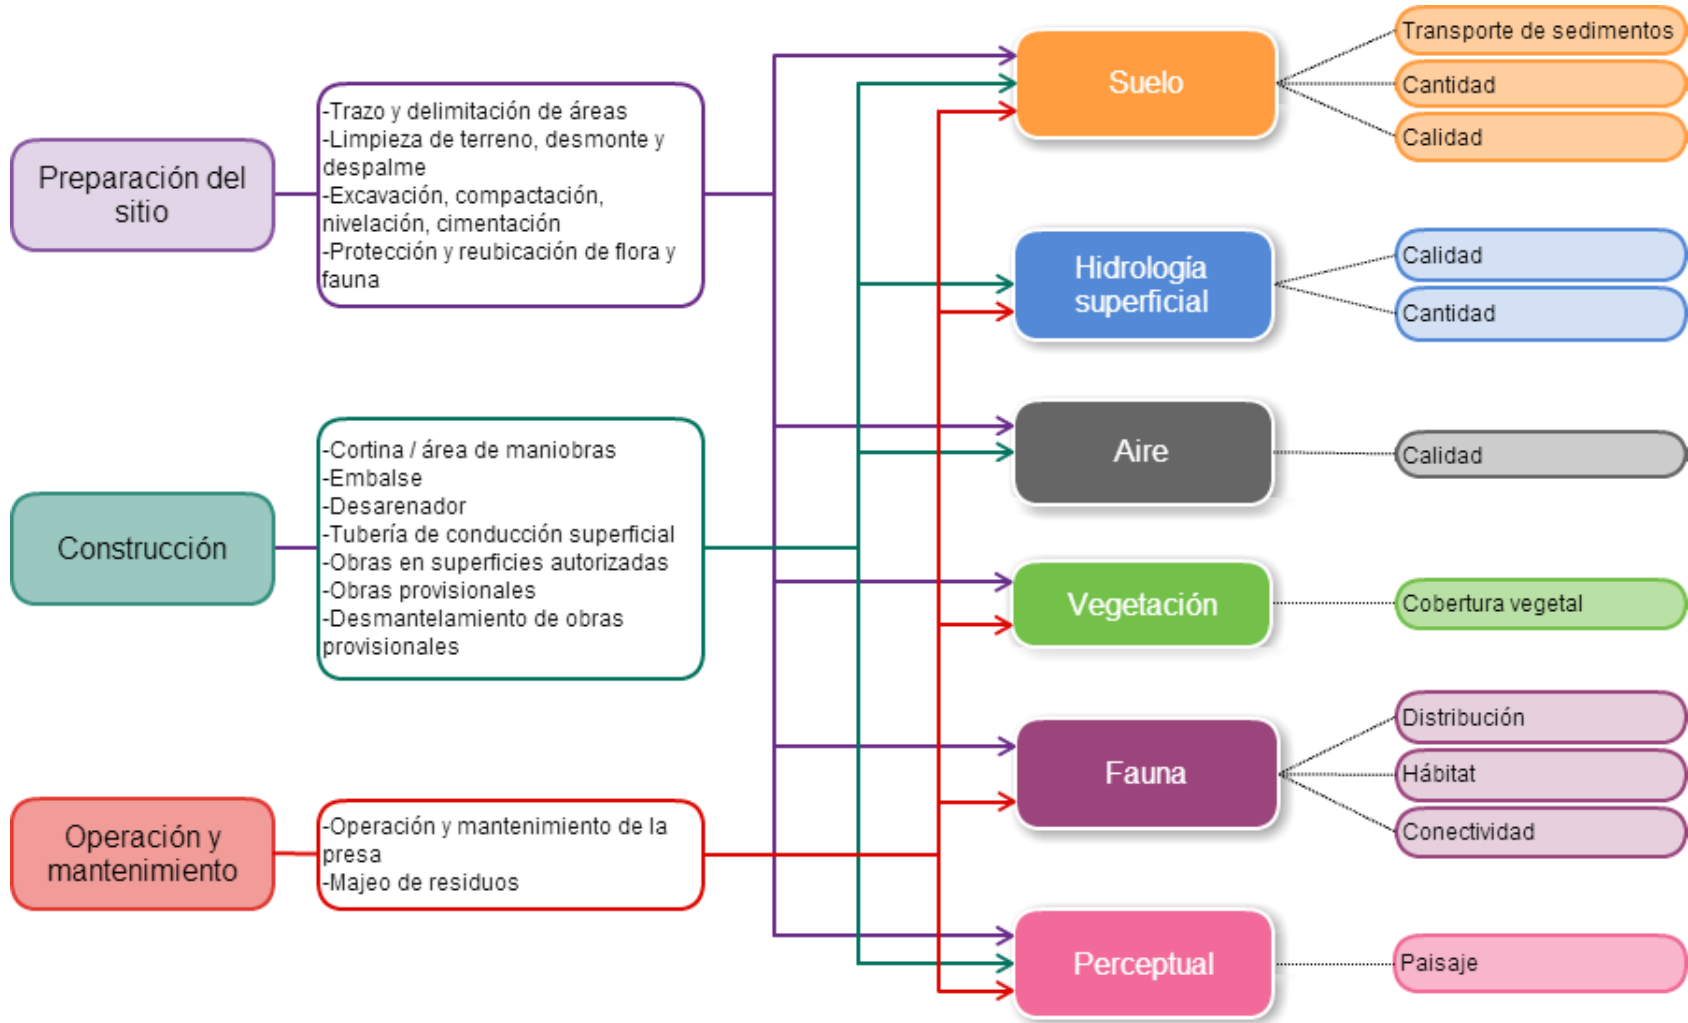 Preparación del
sitio
-Trazo y delimitación de áreas
-Limpieza de terreno, desmonte y
despalme
-Excavación, compactación,
nivelación, cimentación
-Protección y reubicación de flora y
fauna
Construcción
-Cortina / área de maniobras
-Embalse
-Desarenador
-Tubería de conducción superficial
-Obras en superficies autorizadas
-Obras provisionales
-Desmantelamiento de obras
provisionales
Operación y
mantenimiento
-Operación y mantenimiento de la
presa
-Majeo de residuos
Suelo
Transporte de sedimentos
Cantidad
Calidad
Hidrología
superficial
Calidad
Cantidad
Aire
Calidad
Vegetación
Cobertura vegetal
Fauna
Distribución
Hábitat
Conectividad
Perceptual
Paisaje